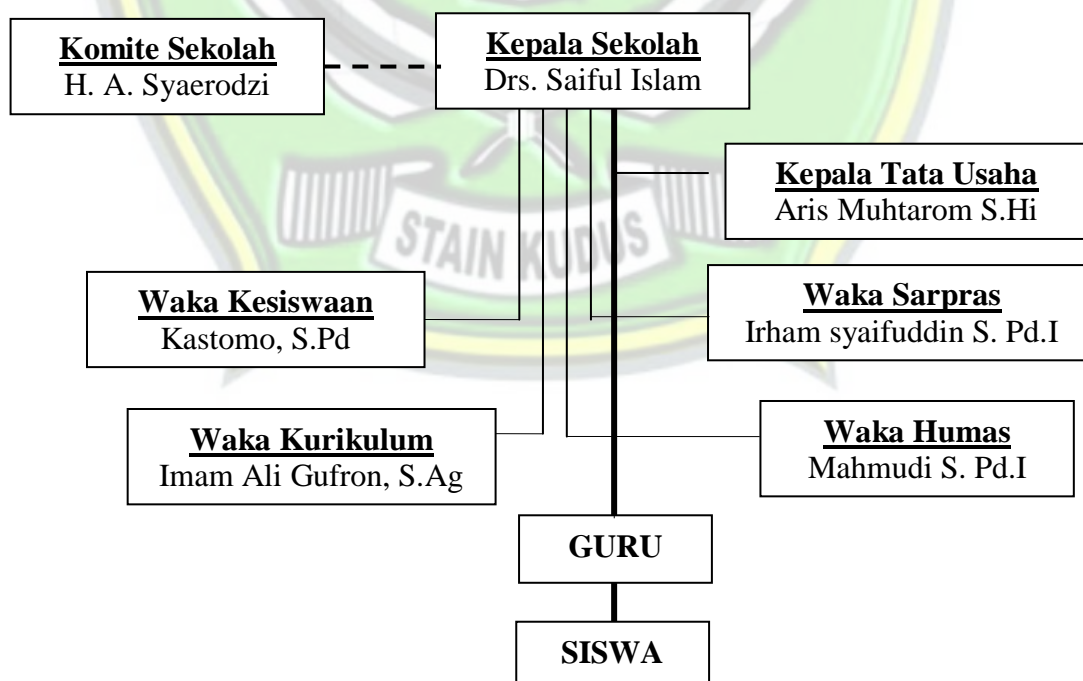 Komite Sekolah
H. A. Syaerodzi
Kepala Sekolah
Drs. Saiful Islam
Kepala Tata Usaha
Aris Muhtarom S.Hi
STAIN KUDUS
Waka Kesiswaan
Kastomo, S.Pd
Waka Sarpras
Irham syaifuddin S. Pd.I
Waka Kurikulum
Imam Ali Gufron, S.Ag
Waka Humas
Mahmudi S. Pd.I
GURU
SISWA